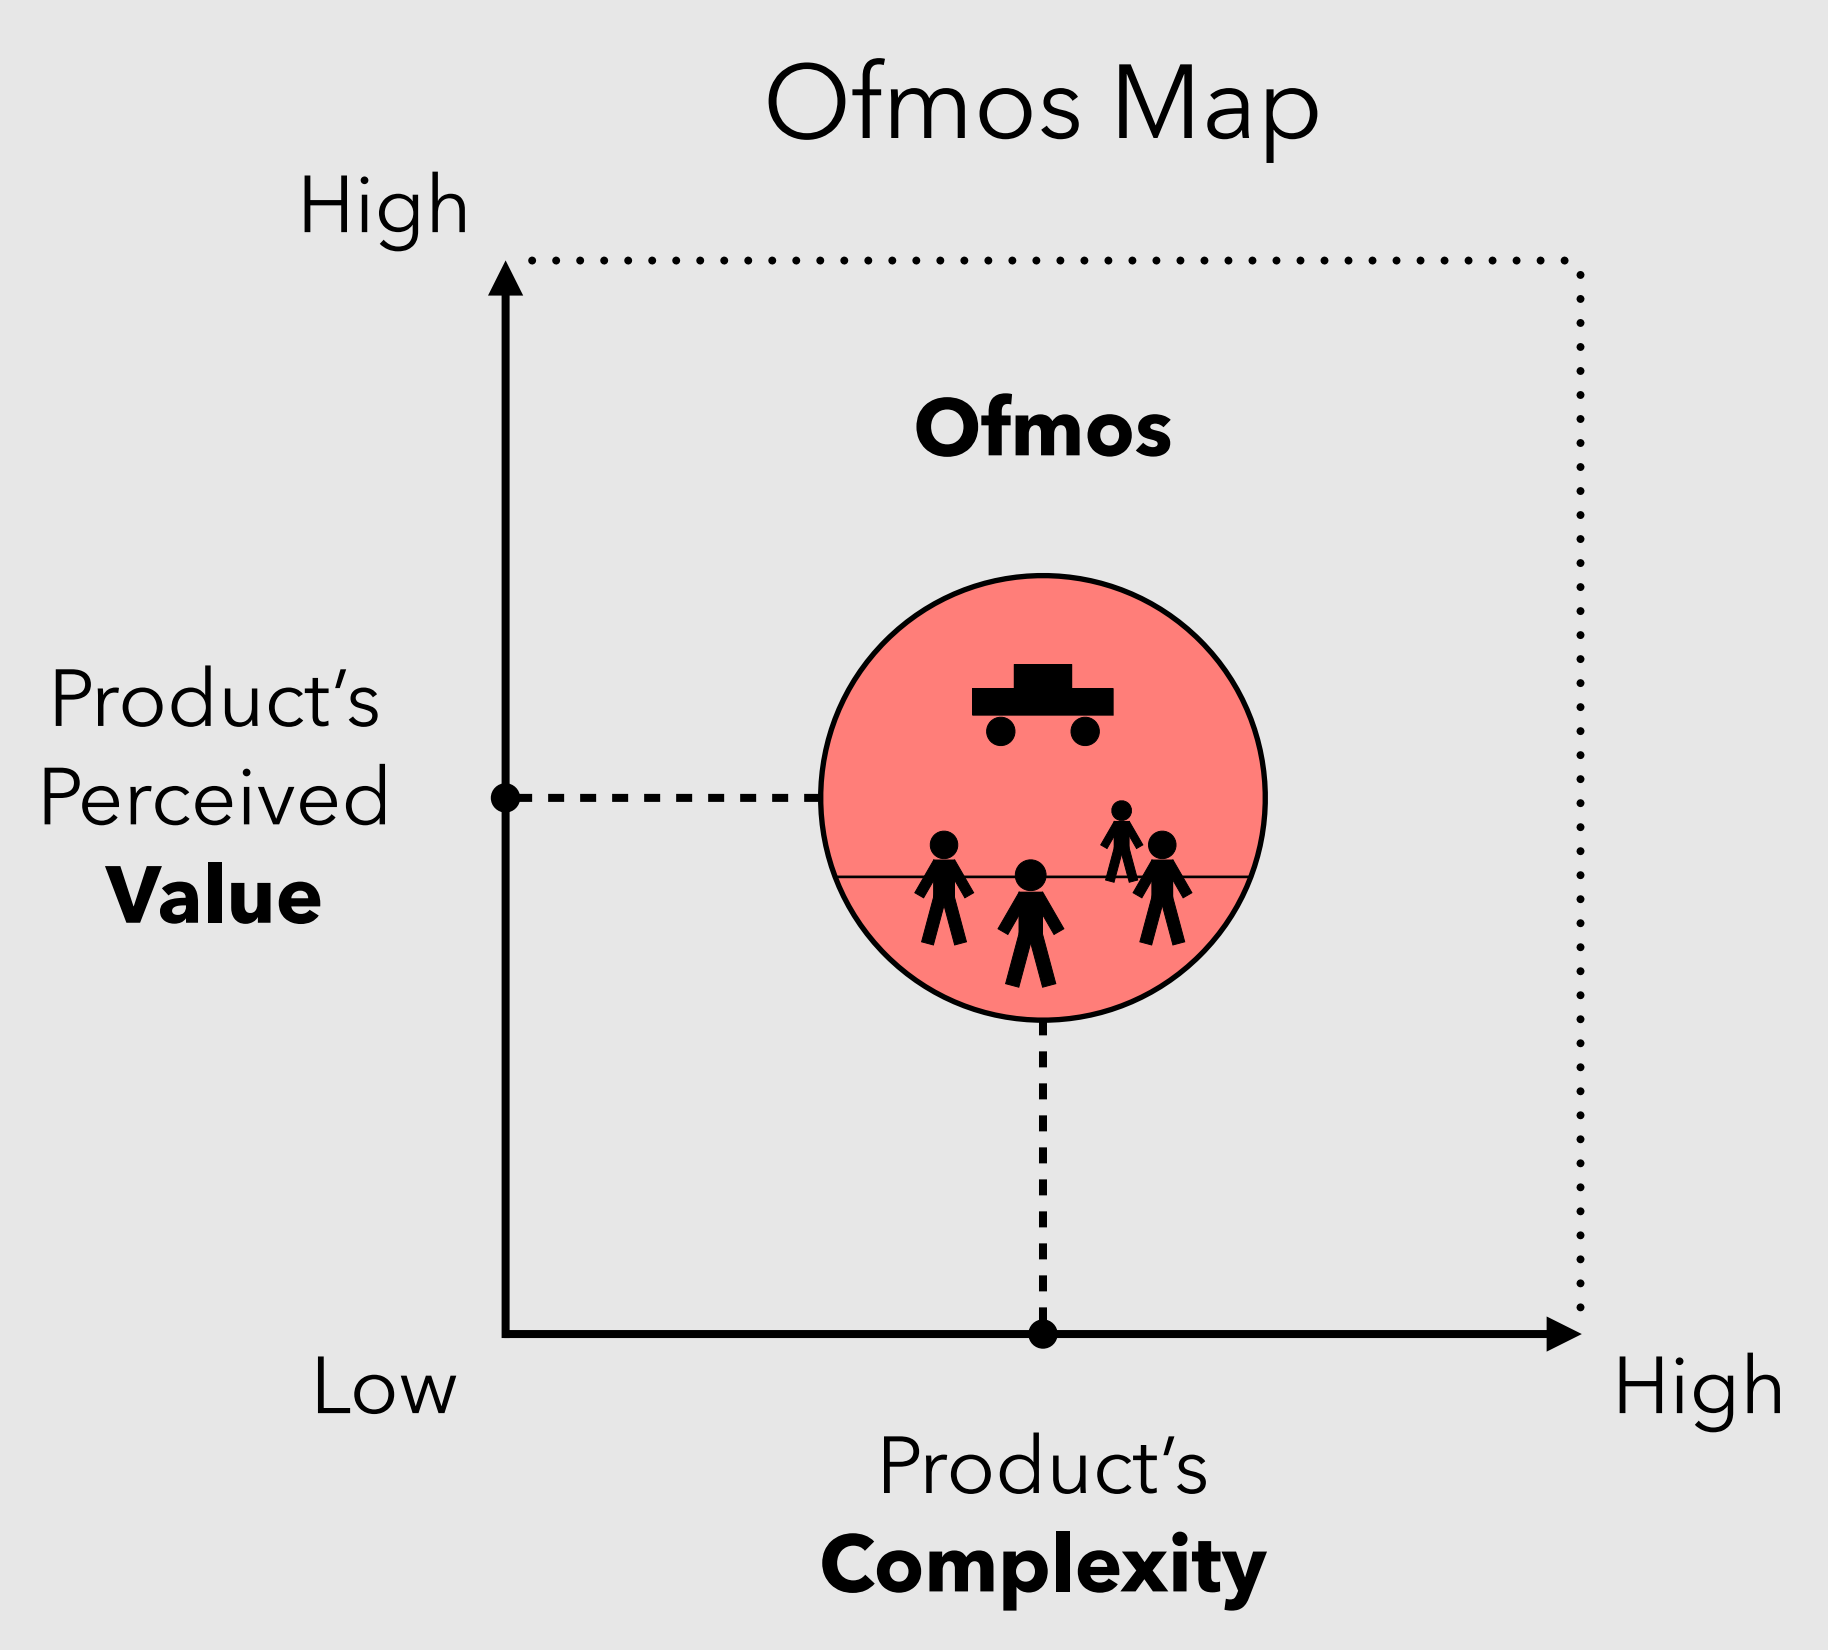 Ofmos Map
High
Ofmos
Product’s
Perceived
Value
Low
High
Product’s
Complexity